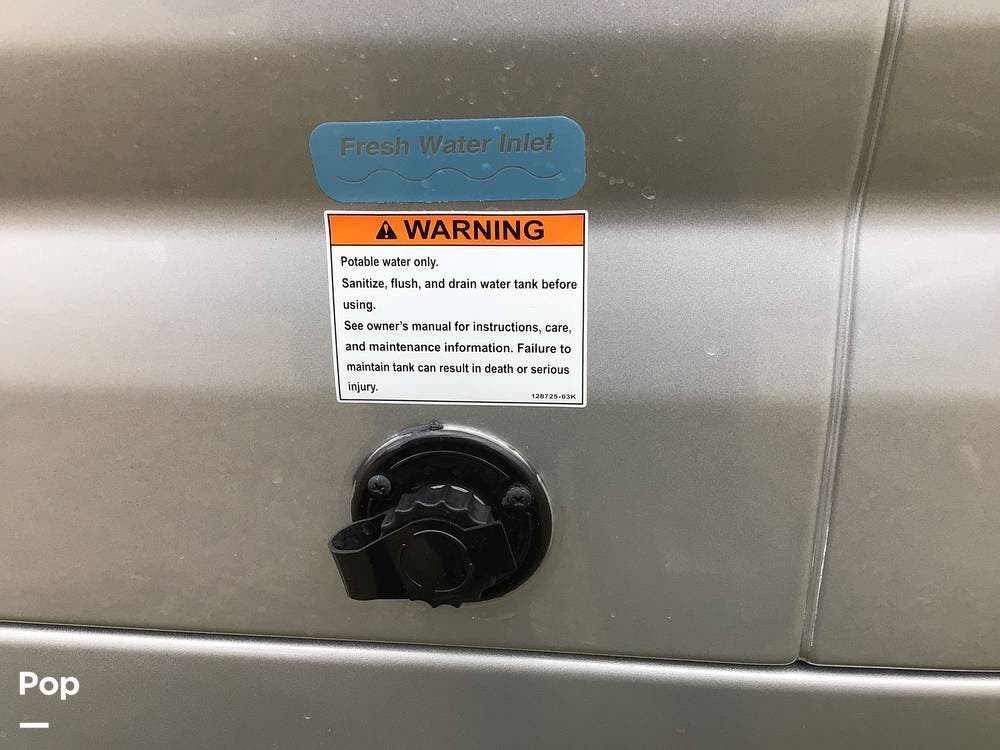 Fresh Water Inlet
WARNING
Potable water only.
Sanitize, flush, and drain water tank before
using.
See owner's manual for instructions, care,
and maintenance information. Failure to
maintain tank can result in death or serious
injury.
128725-03K
Pop